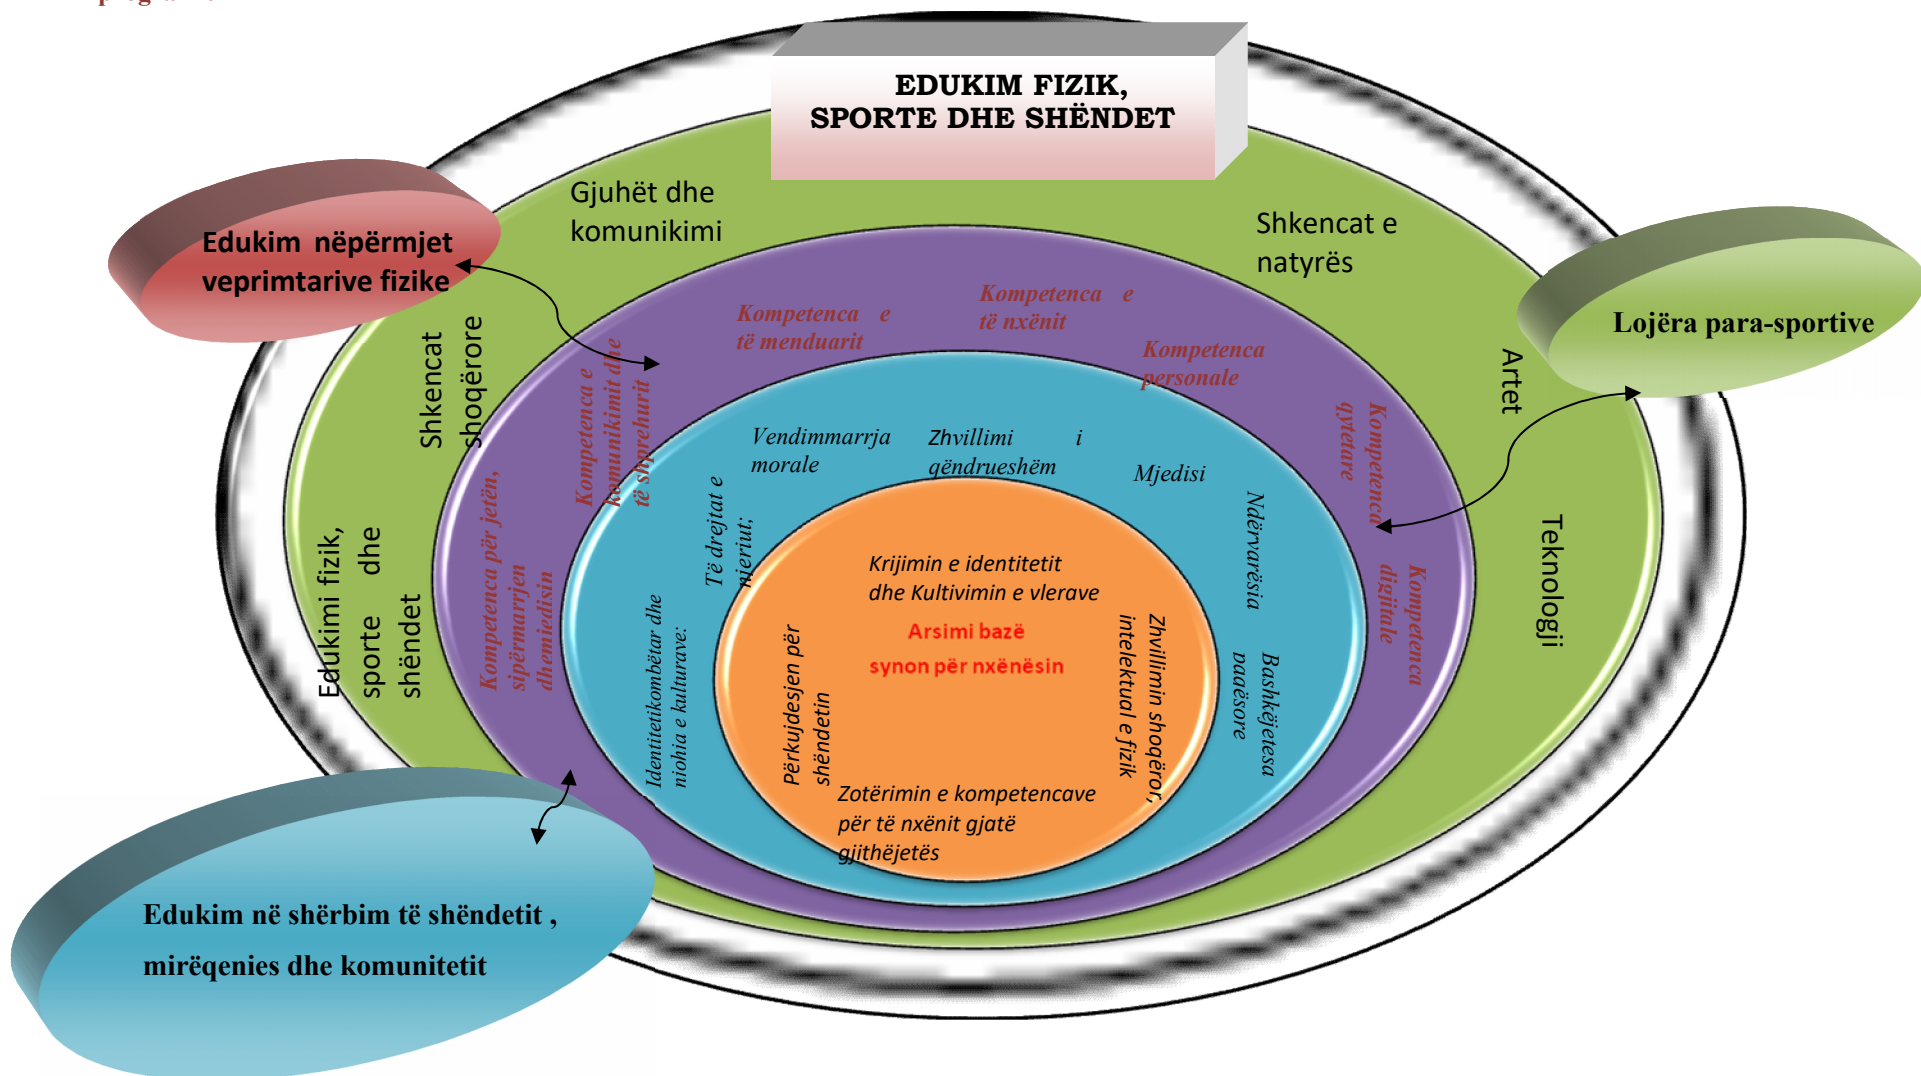 EDUKIM FIZIK,
SPORTE DHE SHËNDET
Gjuhët dhe
komunikimi
Shkencat e
natyrës
Edukim nëpërmjet
veprimtarive fizike
Lojëra para-sportive
Shkencat
shoqërore
Artet
Edukimi fizik,
sporte dhe
shëndet
Teknologji
Kompetenca e
të menduarit
Kompetenca e
të nxënit
Kompetenca
personale
Kompetenca e
komunikimit dhe
të shprehurit
Kompetenca
qytetare
Kompetenca për jetën,
sipërmarrjen
dhemjedisin
Kompetenca
digjitale
Vendimmarrja
morale
Zhvillimi i
qëndrueshëm
Mjedisi
Të drejtat e
njeriut;
Ndërvarësia
Identitetikombëtar dhe
njohja e kulturave:
Bashkëjetesa
paqësore
Krijimin e identitetit
dhe Kultivimin e vlerave
Arsimi bazë
synon për nxënësin
Përkujdesjen për
shëndetin
Zhvillimin shoqëror,
intelektual e fizik
Zotërimin e kompetencave
për të nxënit gjatë
gjithëjetës
Edukim në shërbim të shëndetit ,
mirëqenies dhe komunitetit